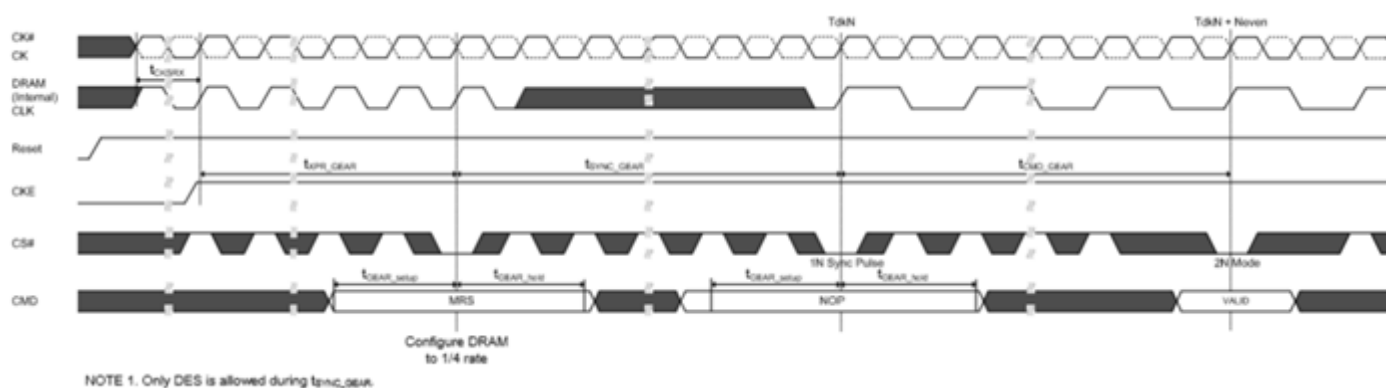 TdkN TdkN + Neven
CK#
CK
tCKSRX
DRAM
(Internal)
CLK
Reset
tXPR_GEAR tSYNC_GEAR tCMD_GEAR
CKE
CS#
1N Sync Pulse 2N Mode
tGEAR_setup tGEAR_hold tGEAR_setup tGEAR_hold
CMD MRS NOP VALID
Configure DRAM
to 1/4 rate
NOTE 1. Only DES is allowed during tSYNC_GEAR.